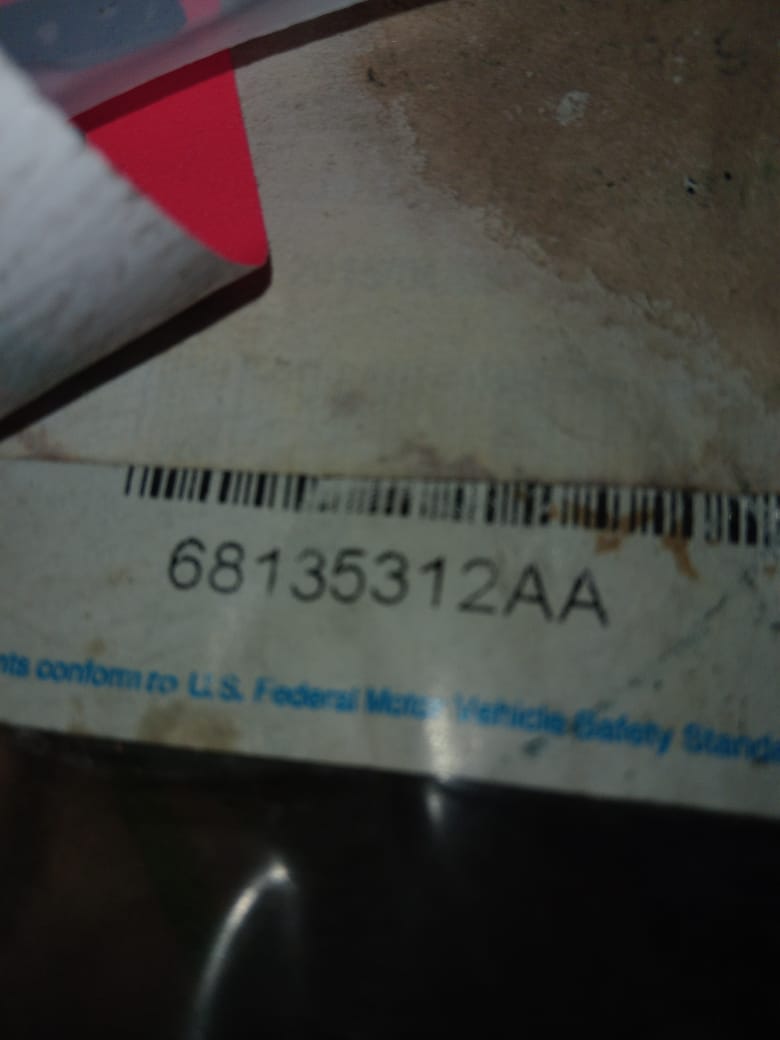 68135312AA
nts conform to U.S. Federal Motor Vehicle Safety Standa